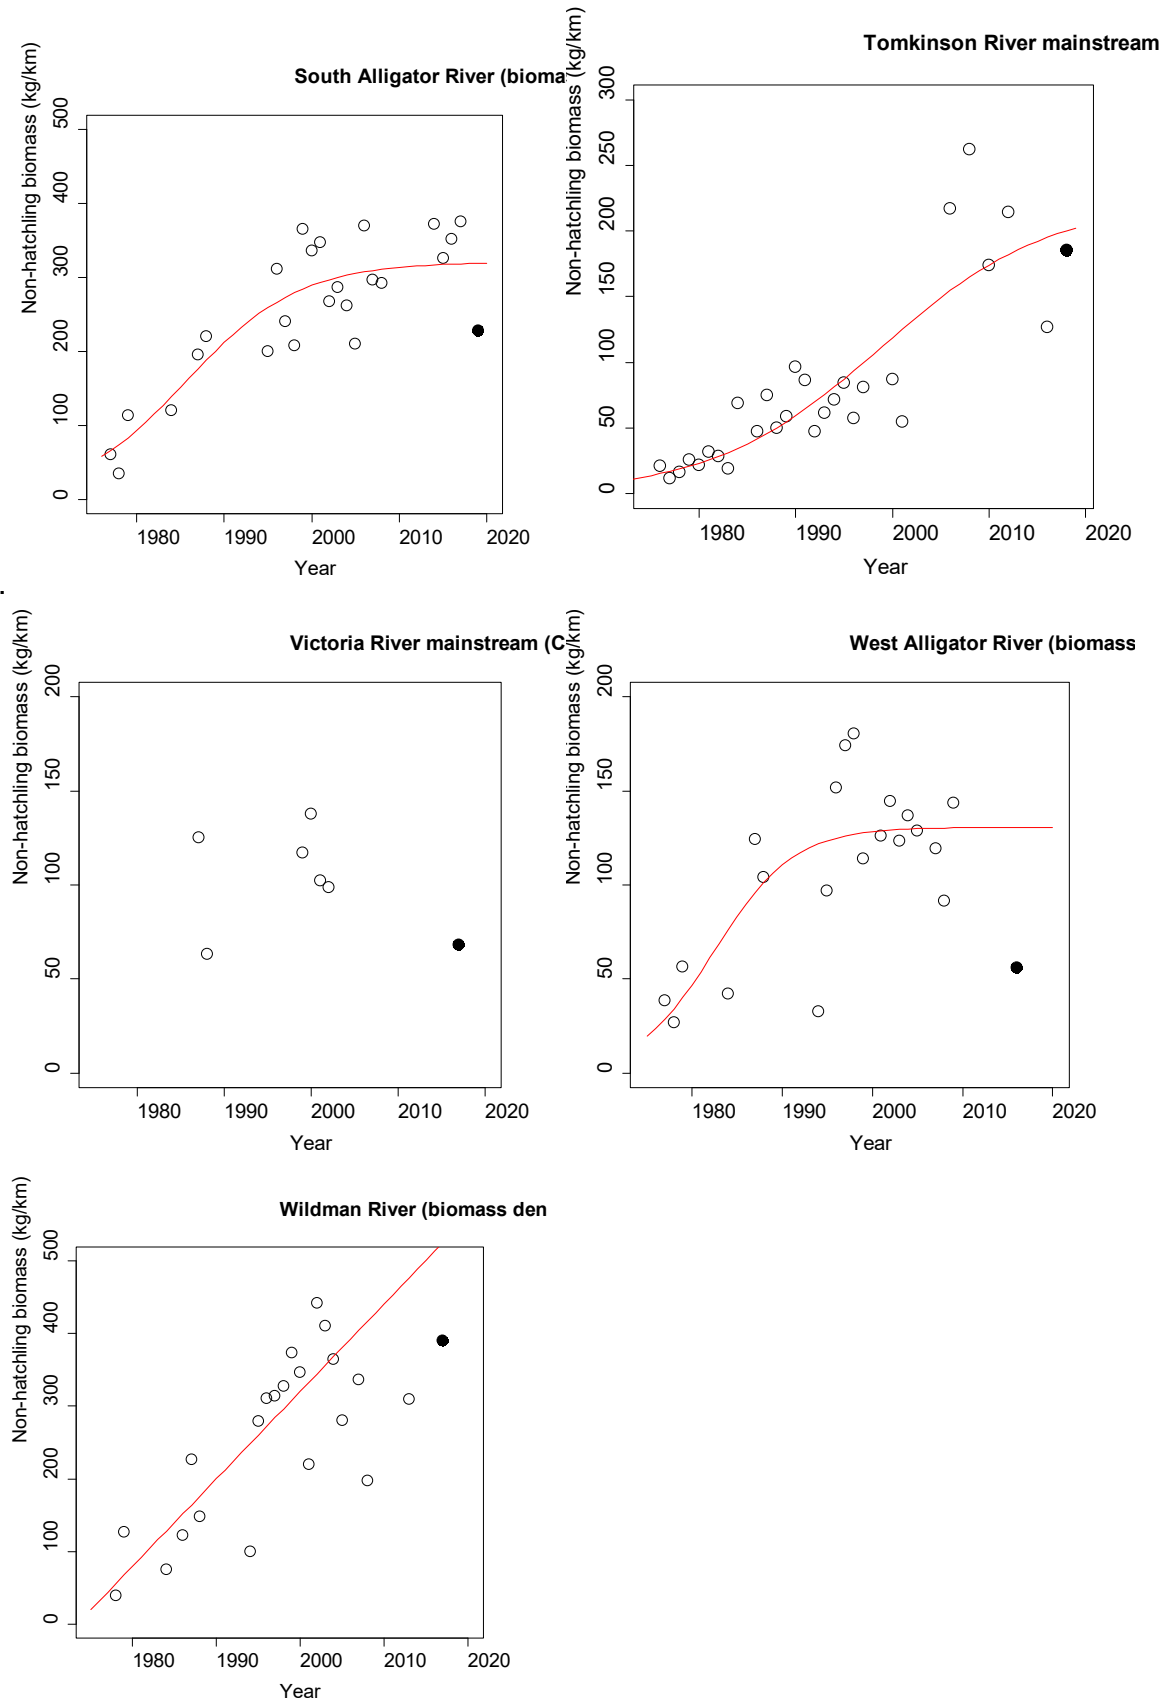 South Alligator River (bioma
Non-hatchling biomass (kg/km)
500
400
300
200
100
0
1980 1990 2000 2010 2020
Year
Tomkinson River mainstream
Non-hatchling biomass (kg/km)
300
250
200
150
100
50
0
1980 1990 2000 2010 2020
Year
.
Victoria River mainstream (C
Non-hatchling biomass (kg/km)
200
150
100
50
0
1980 1990 2000 2010 2020
Year
West Alligator River (biomass
Non-hatchling biomass (kg/km)
200
150
100
50
0
1980 1990 2000 2010 2020
Year
Wildman River (biomass den
Non-hatchling biomass (kg/km)
500
400
300
200
100
0
1980 1990 2000 2010 2020
Year